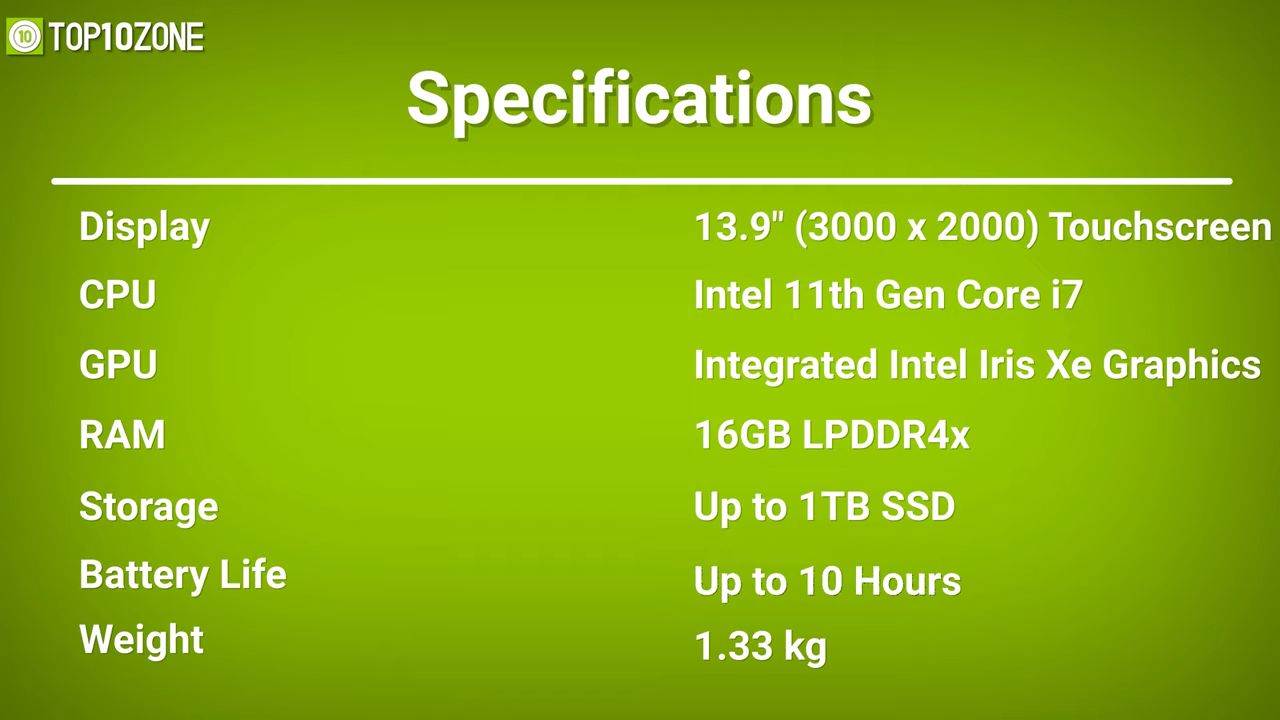 10 TOP10ZONE
Specifications
Display 13.9" (3000 x 2000) Touchscreen
CPU Intel 11th Gen Core i7
GPU Integrated Intel Iris Xe Graphics
RAM 16GB LPDDR4x
Storage Up to 1TB SSD
Battery Life Up to 10 Hours
Weight 1.33 kg